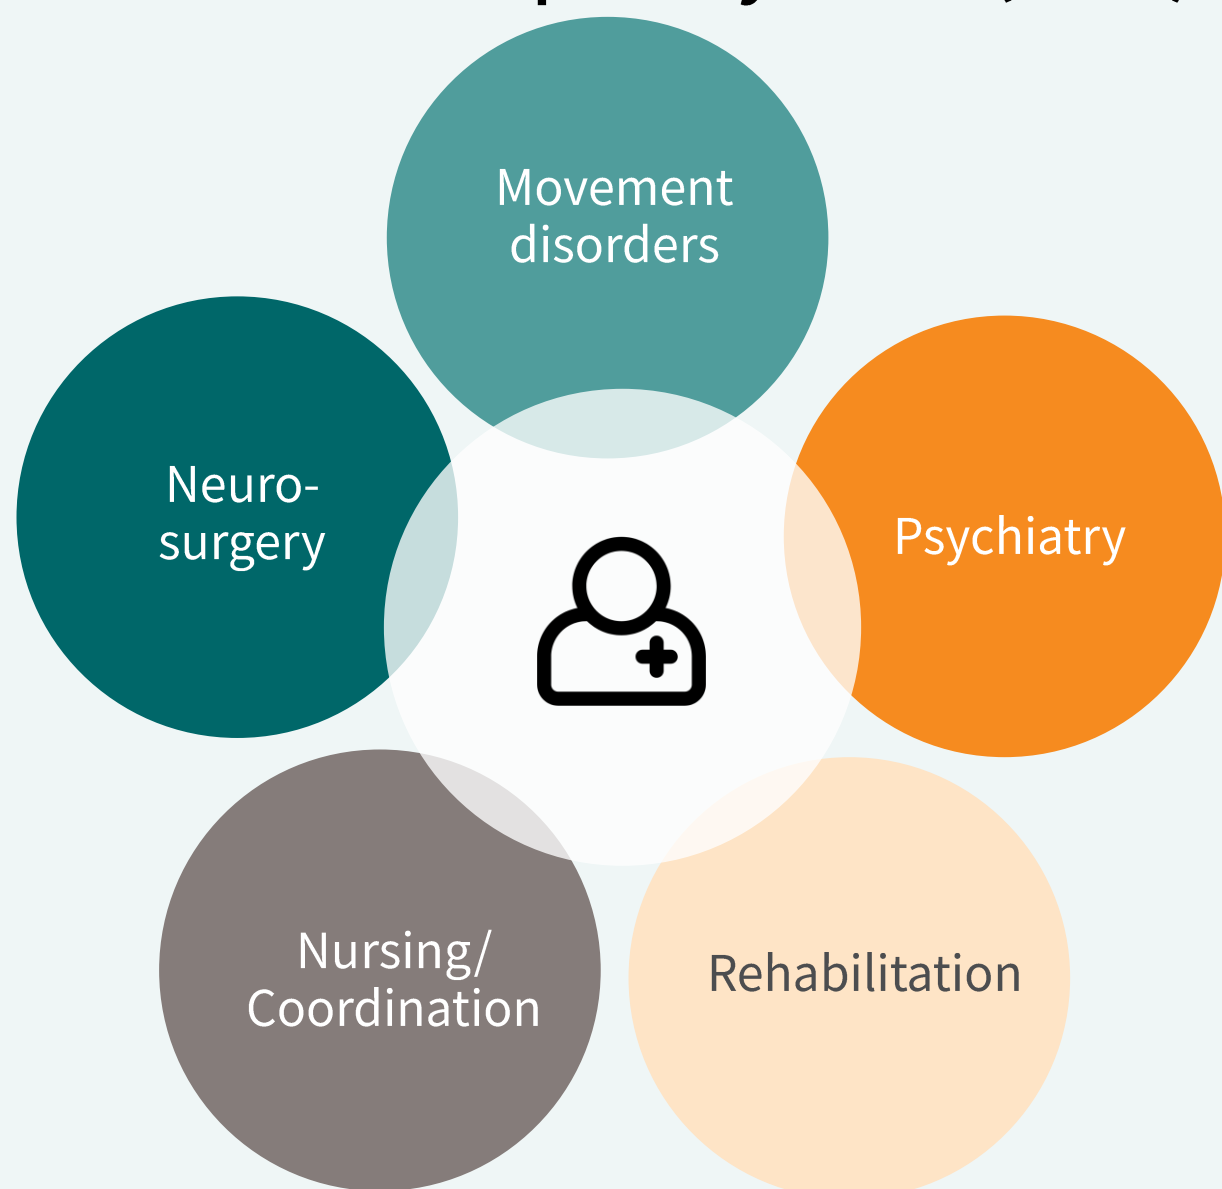 Movement
disorders
Neuro-
surgery
Psychiatry
Nursing/
Coordination
Rehabilitation